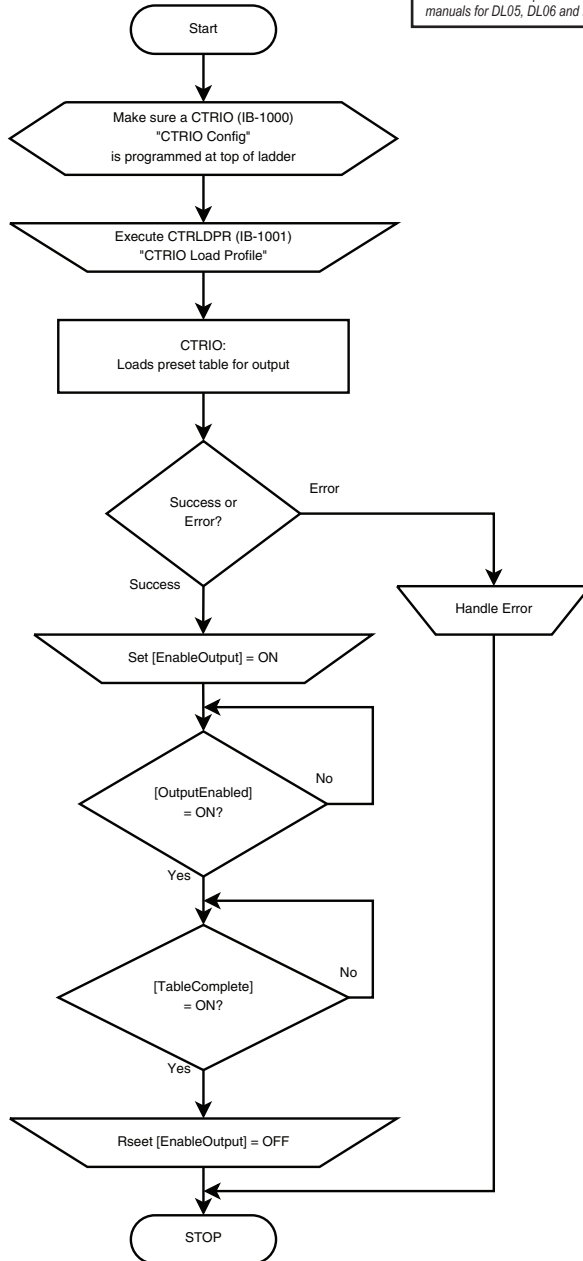 manuals for DL05, DL06 and
Start
Make sure a CTRIO (IB-1000)
"CTRIO Config"
is programmed at top of ladder
Execute CTRLDPR (IB-1001)
"CTRIO Load Profile"
CTRIO:
Loads preset table for output
Success or
Error?
Error
Success
Handle Error
Set [EnableOutput] = ON
[OutputEnabled]
= ON?
No
Yes
[TableComplete]
= ON?
No
Yes
Rseet [EnableOutput] = OFF
STOP